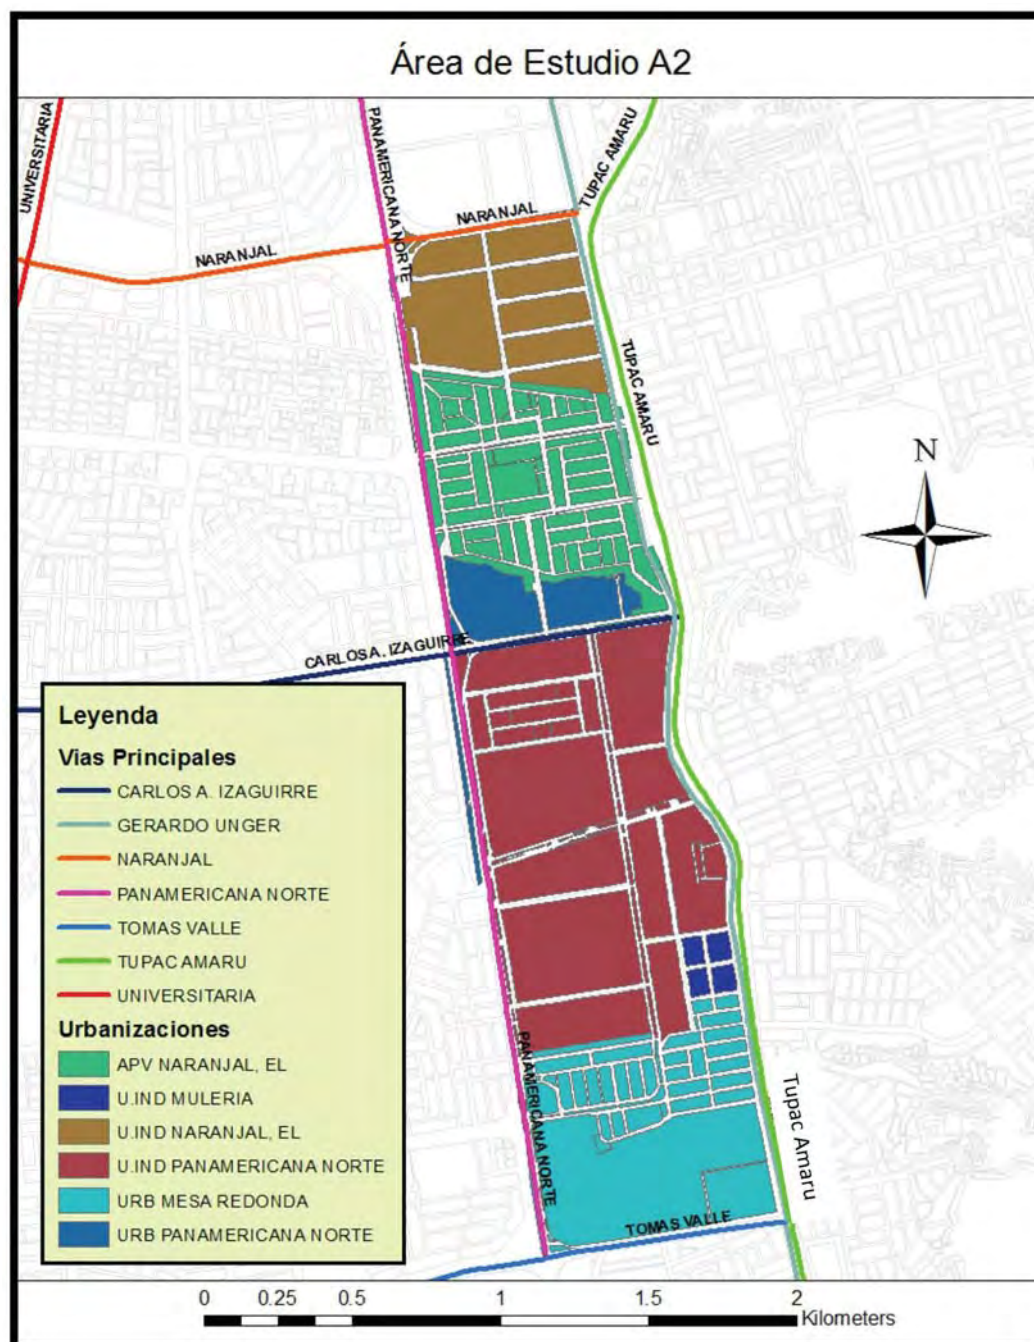 Área de Estudio A2
UNIVERSITARIA
PANAMERICANA NORTE
TUPAC AMARU
NARANJAL
NARANJAL
TUPAC AMARU
N
CARLOS A. IZAGUIRRE
Leyenda
Vias Principales
CARLOS A. IZAGUIRRE
GERARDO UNGER
NARANJAL
PANAMERICANA NORTE
TOMAS VALLE
TUPAC AMARU
UNIVERSITARIA
Urbanizaciones
APV NARANJAL, EL
U.IND MULERIA
U.IND NARANJAL, EL
U.IND PANAMERICANA NORTE
URB MESA REDONDA
URB PANAMERICANA NORTE
PANAMERICANA NORTE
Tupac Amaru
TOMAS VALLE
0 0.25 0.5 1 1.5 2
Kilometers